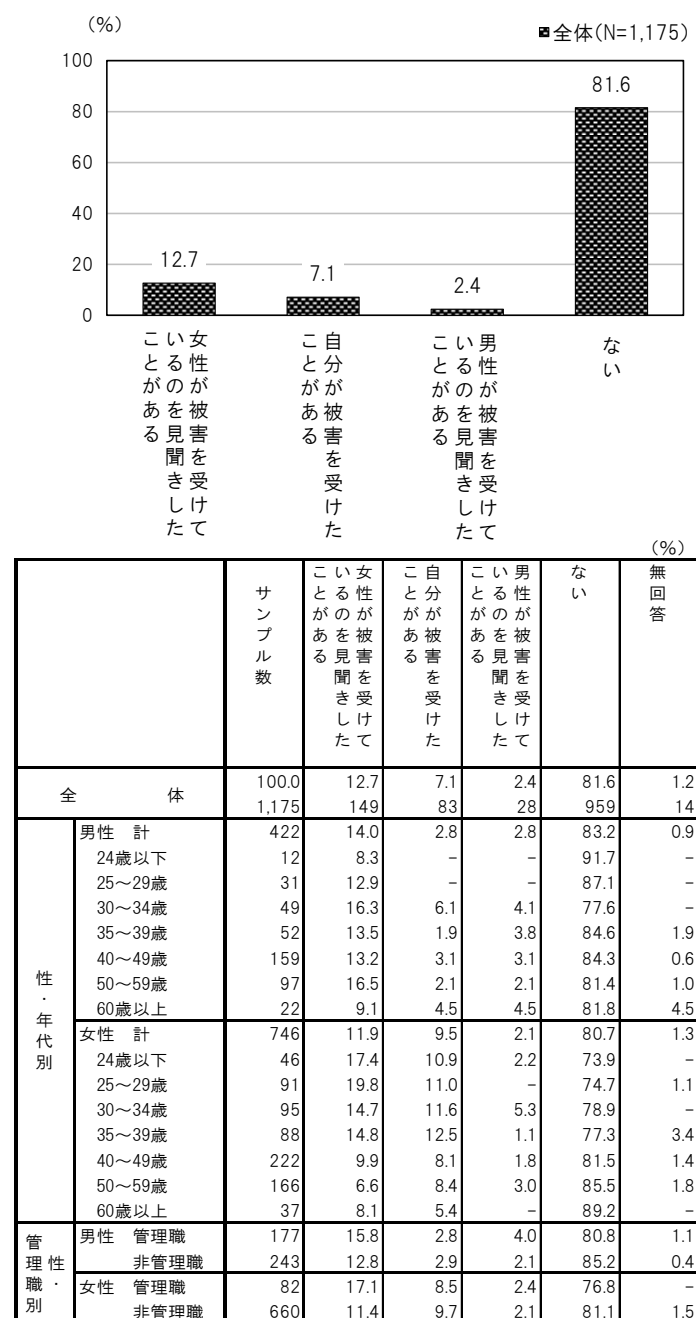 (%)
全体(N=1,175)
100
80
60
40
20
0
12.7
7.1
2.4
81.6
女性が被害を受けて
いるのを見聞きした
ことがある
自分が被害を受けた
ことがある
男性が被害を受けて
いるのを見聞きした
ことがある
ない
(%)
サンプル数
女性が被害を受けて
いるのを見聞きした
ことがある
自分が被害を受けた
ことがある
男性が被害を受けて
いるのを見聞きした
ことがある
ない
無回答
全体 100.0 12.7 7.1 2.4 81.6 1.2
1,175 149 83 28 959 14
性・年代別
男性 計 422 14.0 2.8 2.8 83.2 0.9
24歳以下 12 8.3 − − 91.7 −
25〜29歳 31 12.9 − − 87.1 −
30〜34歳 49 16.3 6.1 4.1 77.6 −
35〜39歳 52 13.5 1.9 3.8 84.6 1.9
40〜49歳 159 13.2 3.1 3.1 84.3 0.6
50〜59歳 97 16.5 2.1 2.1 81.4 1.0
60歳以上 22 9.1 4.5 4.5 81.8 4.5
女性 計 746 11.9 9.5 2.1 80.7 1.3
24歳以下 46 17.4 10.9 2.2 73.9 −
25〜29歳 91 19.8 11.0 − 74.7 1.1
30〜34歳 95 14.7 11.6 5.3 78.9 −
35〜39歳 88 14.8 12.5 1.1 77.3 3.4
40〜49歳 222 9.9 8.1 1.8 81.5 1.4
50〜59歳 166 6.6 8.4 3.0 85.5 1.8
60歳以上 37 8.1 5.4 − 89.2 −
性・
管理職別
男性 管理職 177 15.8 2.8 4.0 80.8 1.1
非管理職 243 12.8 2.9 2.1 85.2 0.4
女性 管理職 82 17.1 8.5 2.4 76.8 −
非管理職 660 11.4 9.7 2.1 81.1 1.5